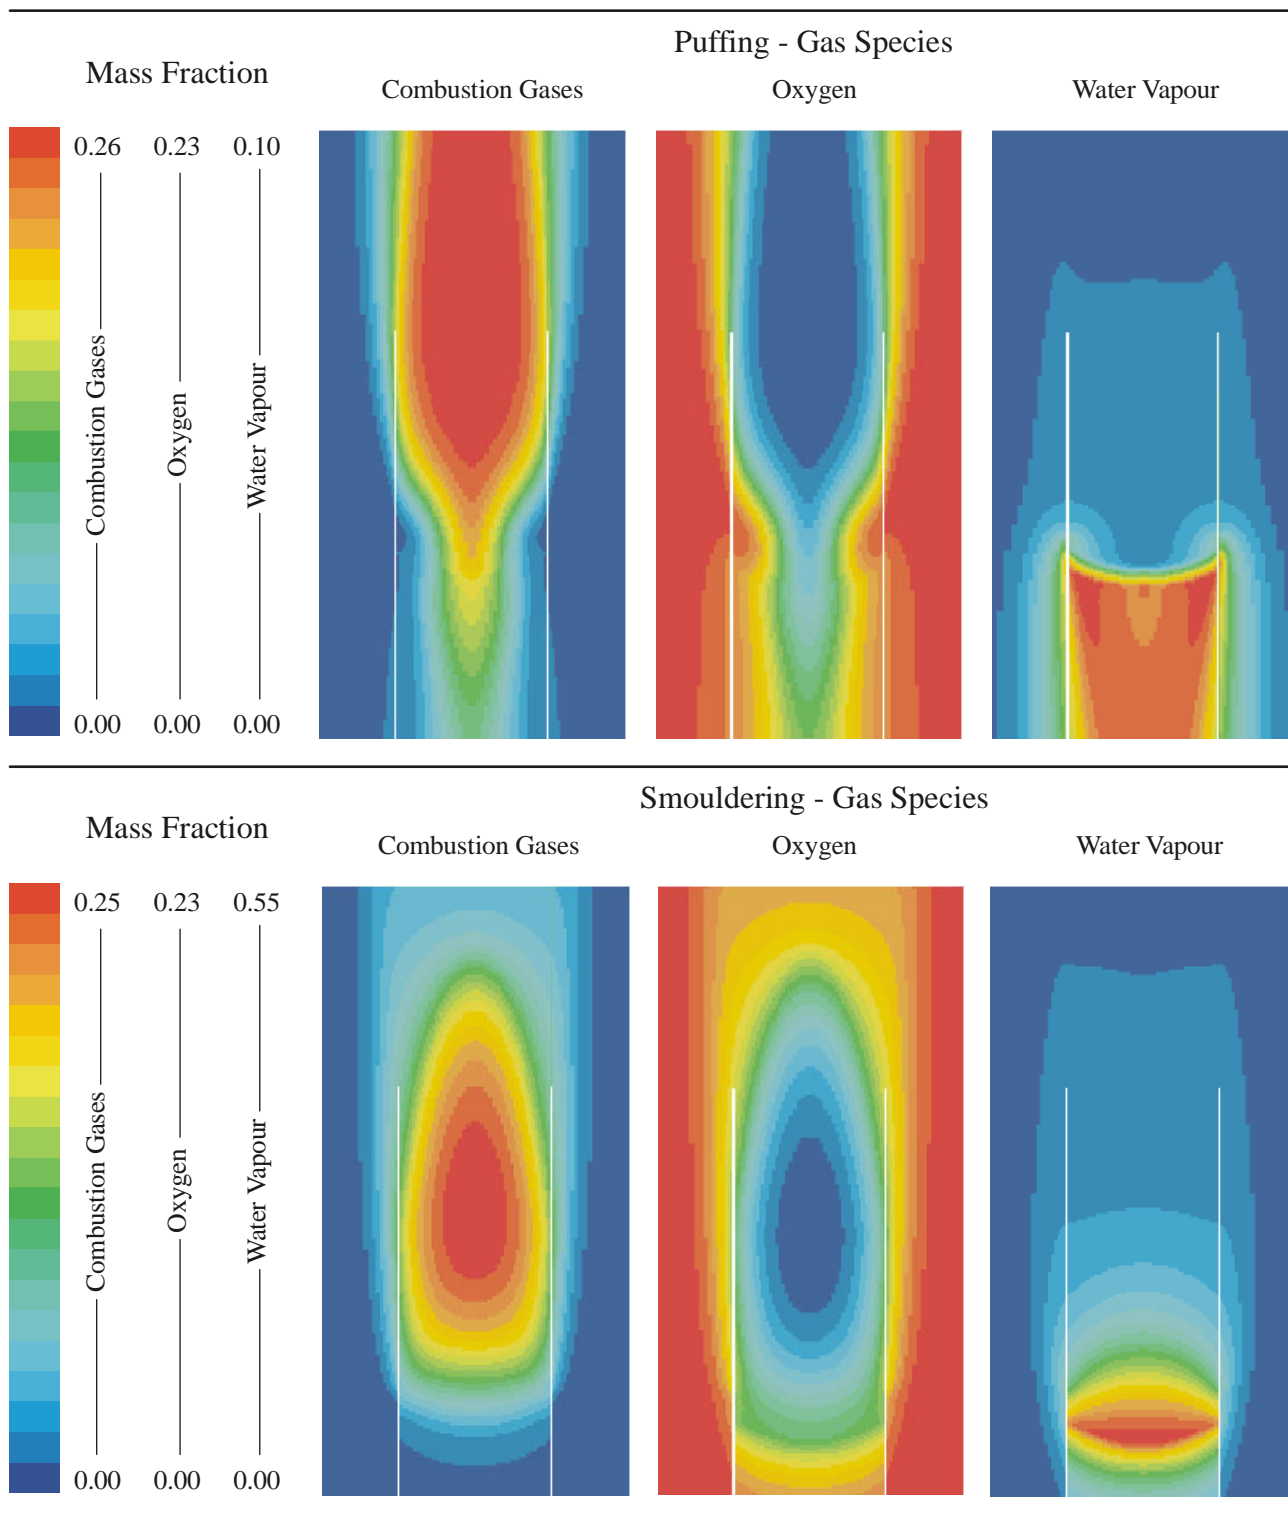 Puffing - Gas Species
Mass Fraction
Combustion Gases
Oxygen
Water Vapour
0.26 0.23 0.10
Combustion Gases
Oxygen
Water Vapour
0.00 0.00 0.00
Smouldering - Gas Species
Mass Fraction
Combustion Gases
Oxygen
Water Vapour
0.25 0.23 0.55
Combustion Gases
Oxygen
Water Vapour
0.00 0.00 0.00